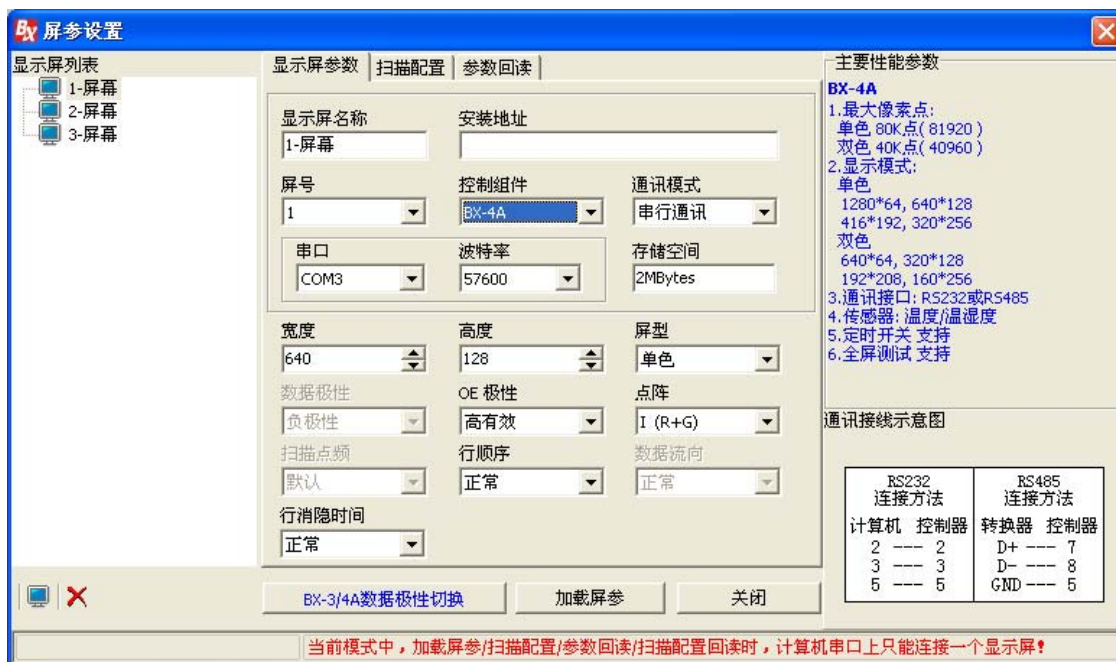 BX 屏参设置
显示屏列表
1-屏幕
2-屏幕
3-屏幕
显示屏参数 扫描配置 参数回读
显示屏名称 安装地址
1-屏幕
屏号 控制组件 通讯模式
1 BX-4A 串行通讯
串口 波特率 存储空间
COM3 57600 2MBytes
宽度 高度 屏型
640 128 单色
数据极性 OE 极性 点阵
负极性 高有效 I (R+G)
扫描点频 行顺序 数据流向
默认 正常 正常
行消隐时间
正常
BX-3/4A数据极性切换 加载屏参 关闭
主要性能参数
BX-4A
1.最大像素点:
单色 80K点( 81920 )
双色 40K点( 40960 )
2.显示模式:
单色
1280*64, 640*128
416*192, 320*256
双色
640*64, 320*128
192*208, 160*256
3.通讯接口: RS232或RS485
4.传感器: 温度/温湿度
5.定时开关 支持
6.全屏测试 支持
通讯接线示意图
RS232 RS485
连接方法 连接方法
计算机 控制器 转换器 控制器
2 --- 2 D+ --- 7
3 --- 3 D- --- 8
5 --- 5 GND --- 5
当前模式中，加载屏参/扫描配置/参数回读/扫描配置回读时，计算机串口上只能连接一个显示屏！